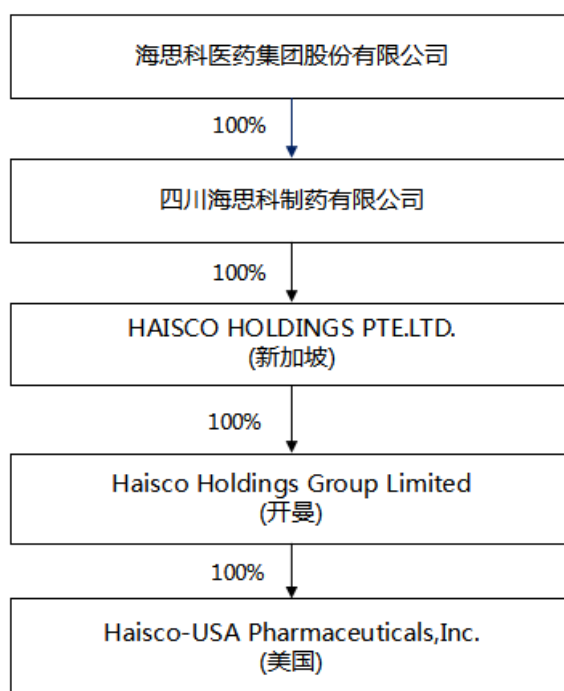 海思科医药集团股份有限公司
100%
四川海思科制药有限公司
100%
HAISCO HOLDINGS PTE.LTD.
(新加坡)
100%
Haisco Holdings Group Limited
(开曼)
100%
Haisco-USA Pharmaceuticals,Inc.
(美国)